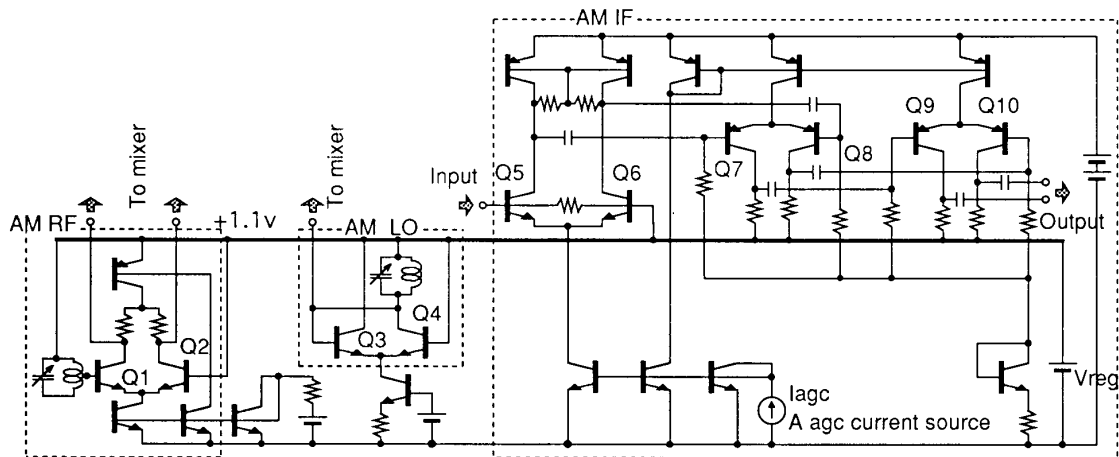 AM IF
To mixer
To mixer
Q9
Q10
Q5
Q6
Q7
Q8
Input
Output
AM RF
+1.1v
AM LO
Q4
Q3
Q2
Q1
Iagc
A agc current source
Vreg